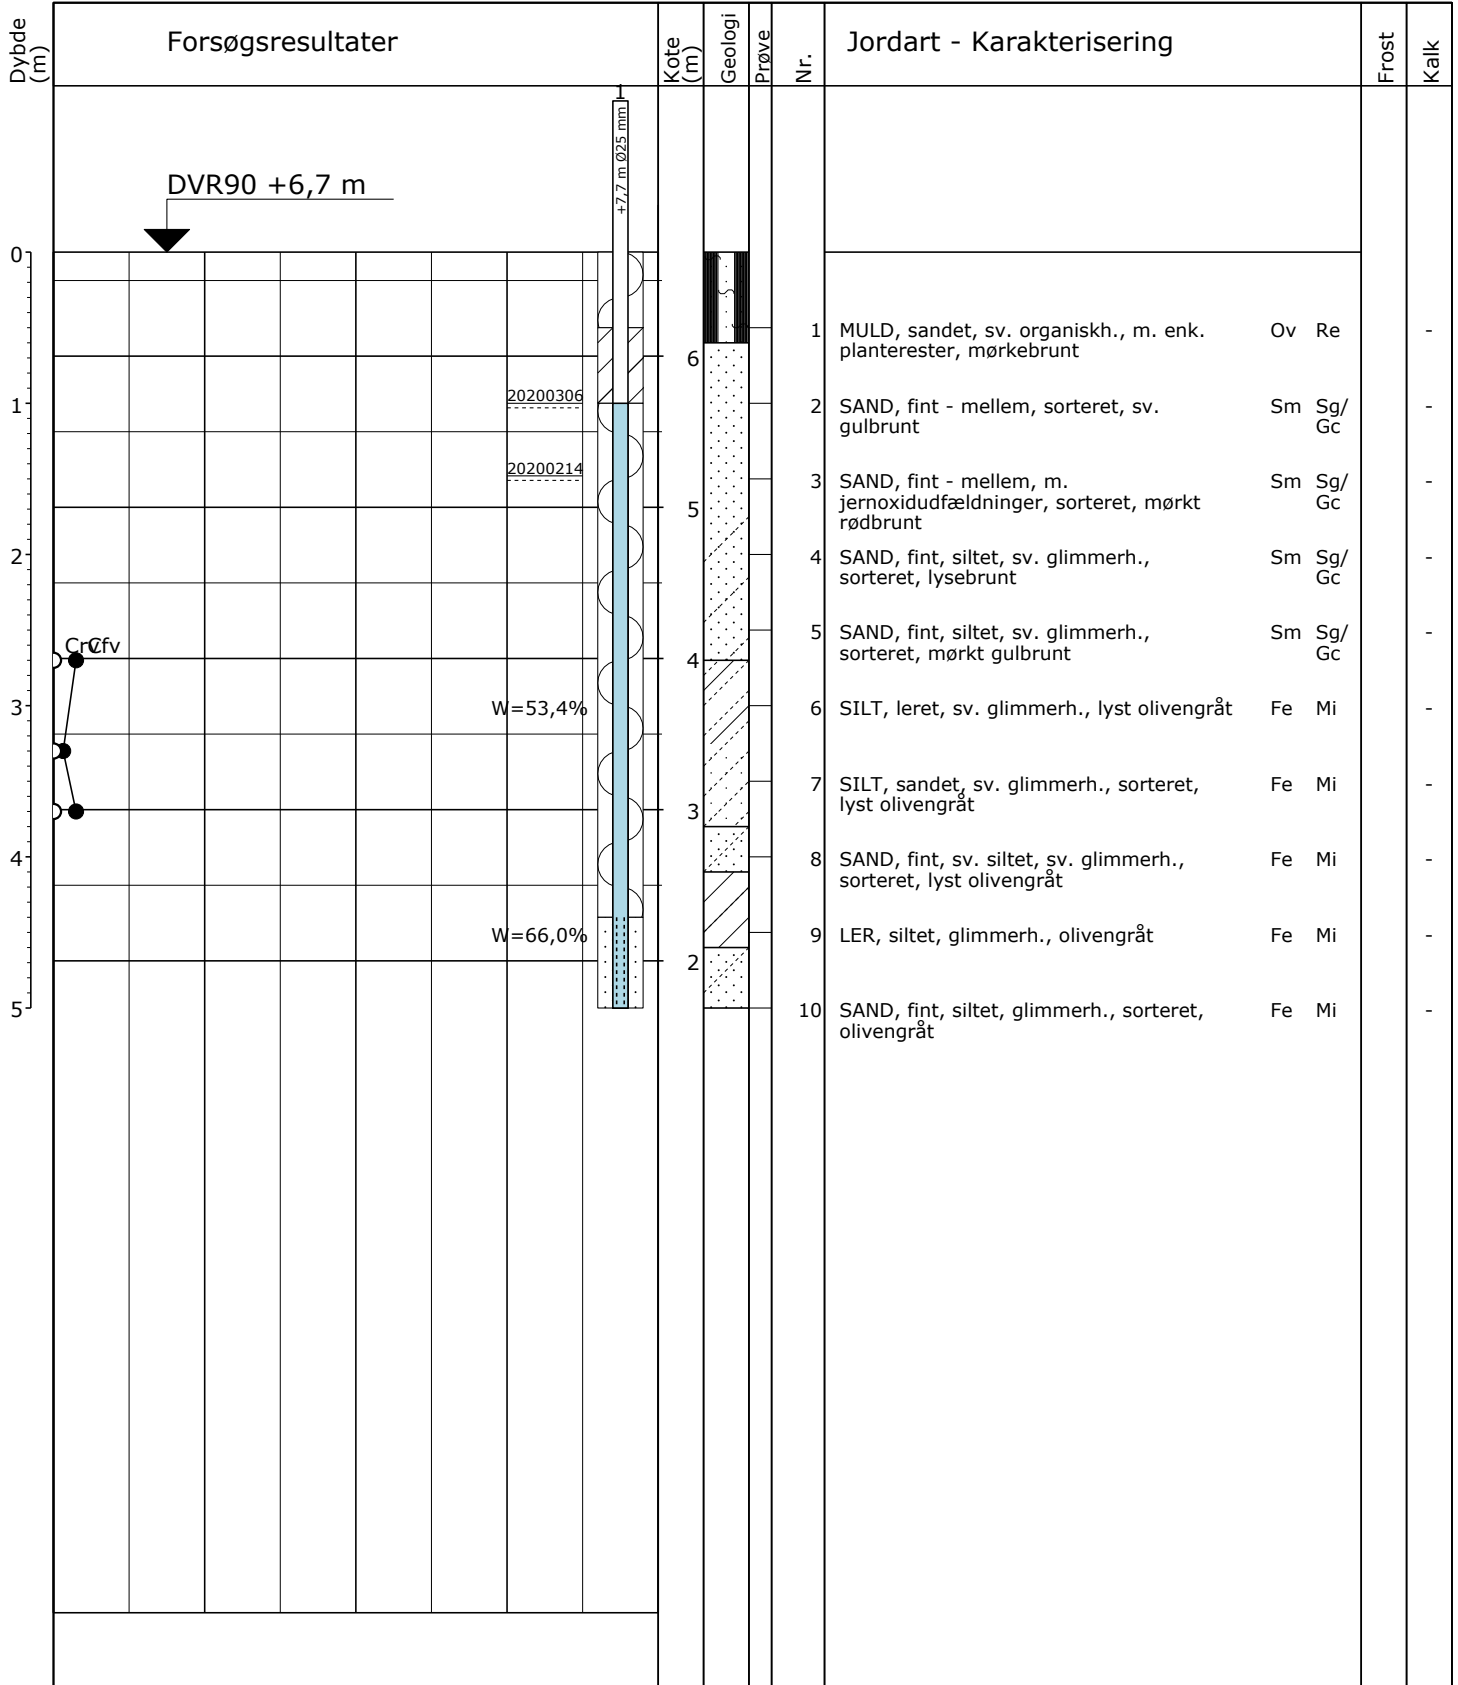 Dybde
(m)
Forsøgsresultater
Kote
(m)
Geologi
Prøve
Nr.
Jordart - Karakterisering
Frost
Kalk
1
+7,7 m Ø25 mm
DVR90 +6,7 m
0
1 MULD, sandet, sv. organiskh., m. enk. Ov Re -
planterester, mørkebrunt
6
20200306
1
2 SAND, fint - mellem, sorteret, sv. Sm Sg/ -
gulbrunt Gc
20200214
3 SAND, fint - mellem, m. Sm Sg/ -
jernoxidudfældninger, sorteret, mørkt Gc
rødbrunt
5
2
4 SAND, fint, siltet, sv. glimmerh., Sm Sg/ -
sorteret, lysebrunt Gc
Crv Cfv
5 SAND, fint, siltet, sv. glimmerh., Sm Sg/ -
sorteret, mørkt gulbrunt Gc
4
3
W=53,4%
6 SILT, leret, sv. glimmerh., lyst olivengråt Fe Mi -
7 SILT, sandet, sv. glimmerh., sorteret, Fe Mi -
lyst olivengråt
3
4
8 SAND, fint, sv. siltet, sv. glimmerh., Fe Mi -
sorteret, lyst olivengråt
W=66,0%
9 LER, siltet, glimmerh., olivengråt Fe Mi -
2
5
10 SAND, fint, siltet, glimmerh., sorteret, Fe Mi -
olivengråt